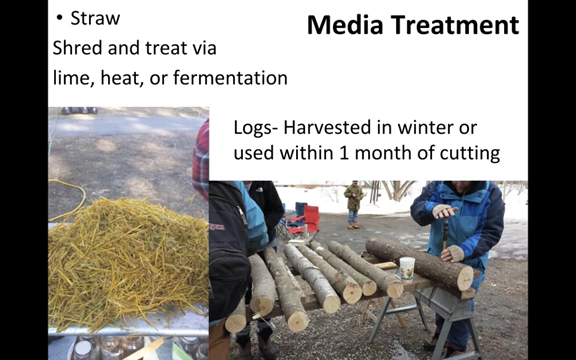 Media Treatment
• Straw
Shred and treat via
lime, heat, or fermentation
Logs- Harvested in winter or
used within 1 month of cutting